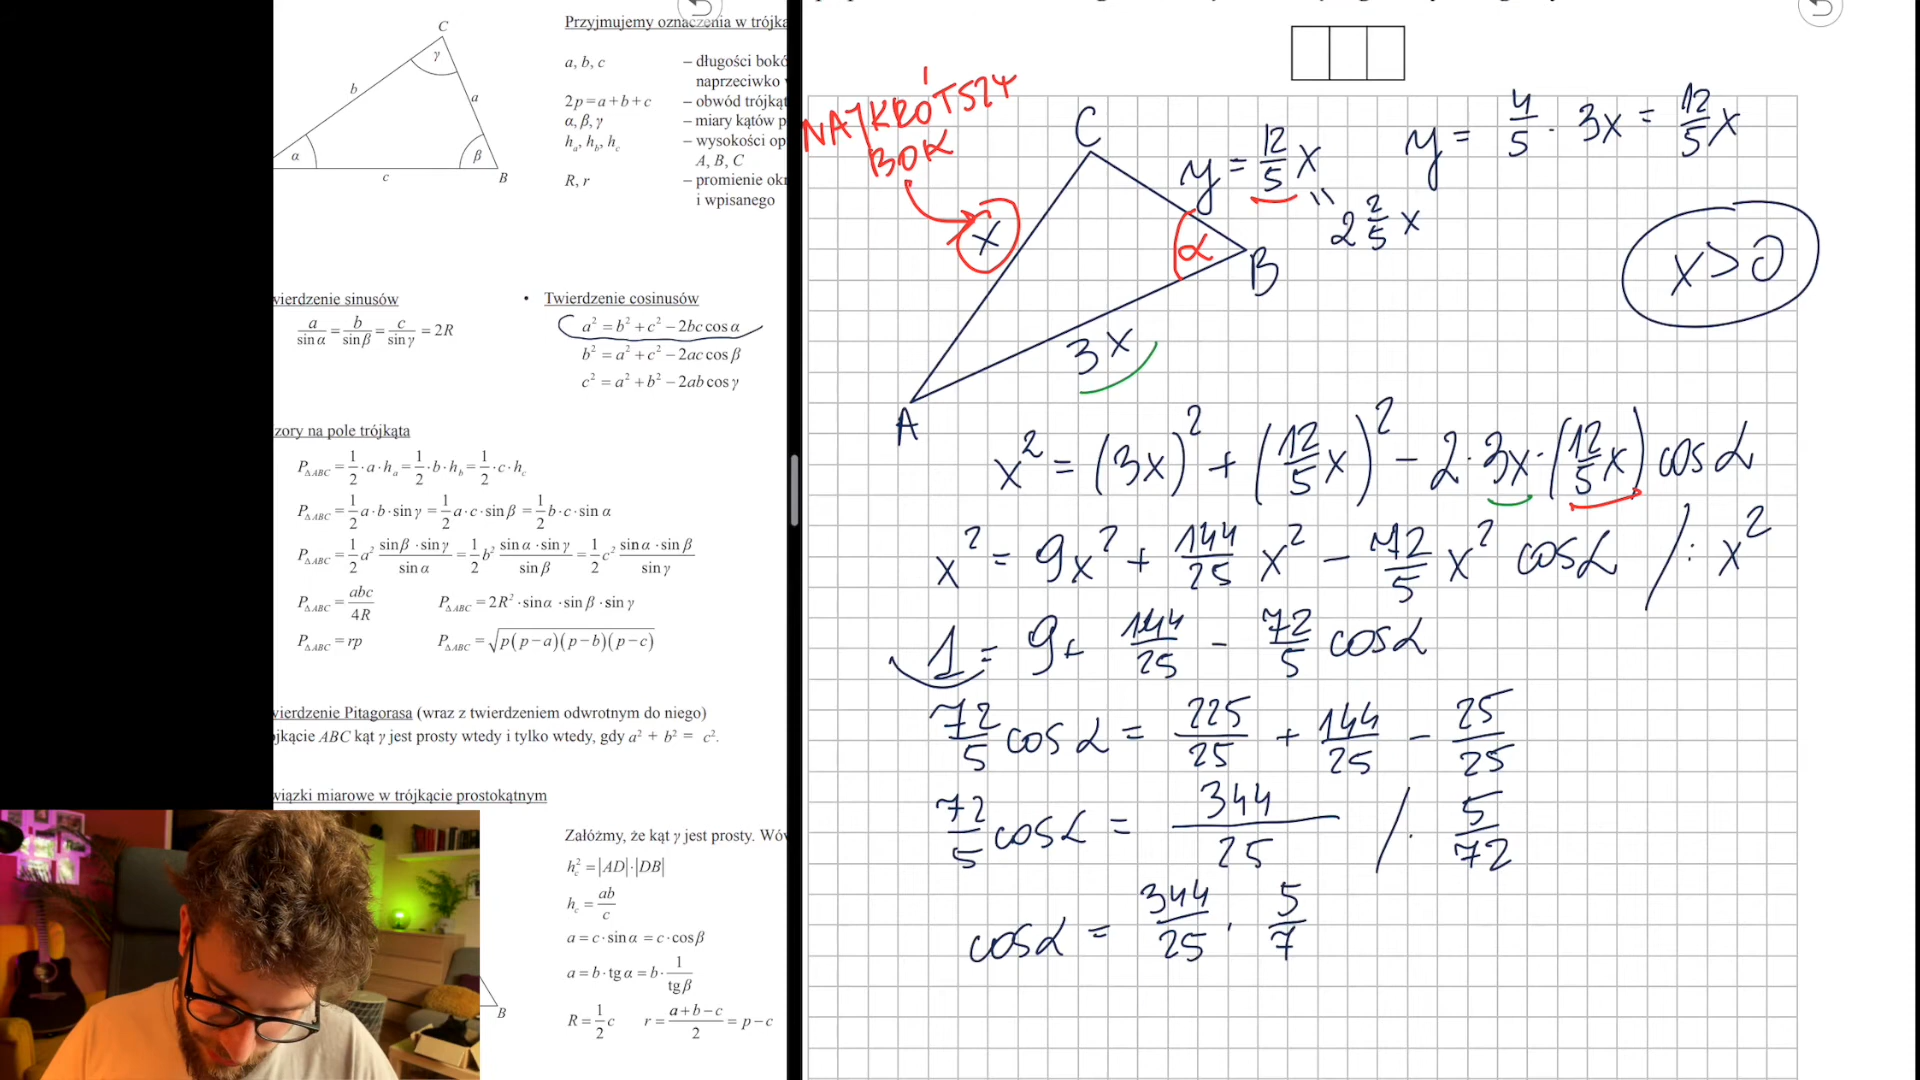 Przyjmujemy oznaczenia w trójką
C
γ
b
a
α
β
c
B
a, b, c – długości bokó
naprzeciwko
2p = a + b + c – obwód trójkąt
α, β, γ – miary kątów p
hₐ, h_b, h_c – wysokości op
A, B, C
R, r – promienie okr
i wpisanego
wierdzenie sinusów
a/sin α = b/sin β = c/sin γ = 2R
• Twierdzenie cosinusów
a² = b² + c² − 2bc cos α
b² = a² + c² − 2ac cos β
c² = a² + b² − 2ab cos γ
zory na pole trójkąta
P_ΔABC = 1/2 · a · hₐ = 1/2 · b · h_b = 1/2 · c · h_c
P_ΔABC = 1/2 a · b · sin γ = 1/2 a · c · sin β = 1/2 b · c · sin α
P_ΔABC = 1/2 a² sin β · sin γ / sin α = 1/2 b² sin α · sin γ / sin β = 1/2 c² sin α · sin β / sin γ
P_ΔABC = abc/4R P_ΔABC = 2R² · sin α · sin β · sin γ
P_ΔABC = rp P_ΔABC = √p(p−a)(p−b)(p−c)
wierdzenie Pitagorasa (wraz z twierdzeniem odwrotnym do niego)
jkącie ABC kąt γ jest prosty wtedy i tylko wtedy, gdy a² + b² = c².
wiązki miarowe w trójkącie prostokątnym
Załóżmy, że kąt γ jest prosty. Wów
h_c² = |AD|·|DB|
h_c = ab/c
a = c · sin α = c · cos β
a = b · tg α = b · 1/tg β
R = 1/2 c r = a+b−c/2 = p − c
B
NAJKRÓTSZY
BOK
C
y = 12/5 x
y = 4/5 · 3x = 12/5 x
"
2 2/5 x
x
α
B
x > 0
3x
A
x² = (3x)² + (12/5 x)² − 2·3x·(12/5 x) cos α
x² = 9x² + 144/25 x² − 72/5 x² cos α /: x²
1 = 9 + 144/25 − 72/5 cos α
72/5 cos α = 225/25 + 144/25 − 25/25
72/5 cos α = 344/25 /· 5/72
cos α = 344/25 · 5/7